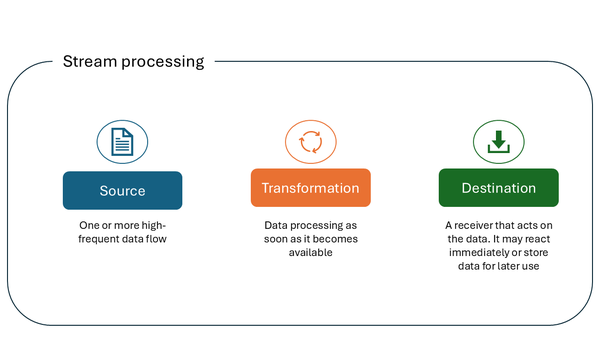 Stream processing
Source
One or more high-
frequent data flow
Transformation
Data processing as
soon as it becomes
available
Destination
A receiver that acts on
the data. It may react
immediately or store
data for later use